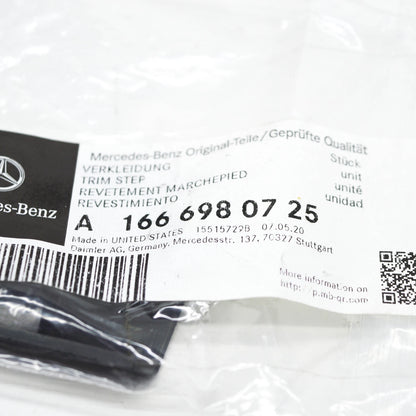 Mercedes-Benz Original-Teile/Geprüfte Qualität
VERKLEIDUNG Stück
TRIM STEP unit
REVETEMENT MARCHEPIED unité
REVESTIMIENTO unidad
des-Benz
A 166 698 07 25
Made in UNITED STATES 15515722B 07.05.20
Daimler AG, Germany, Mercedesstr. 137, 70327 Stuttgart
More information on
http://p.mb-qr.com